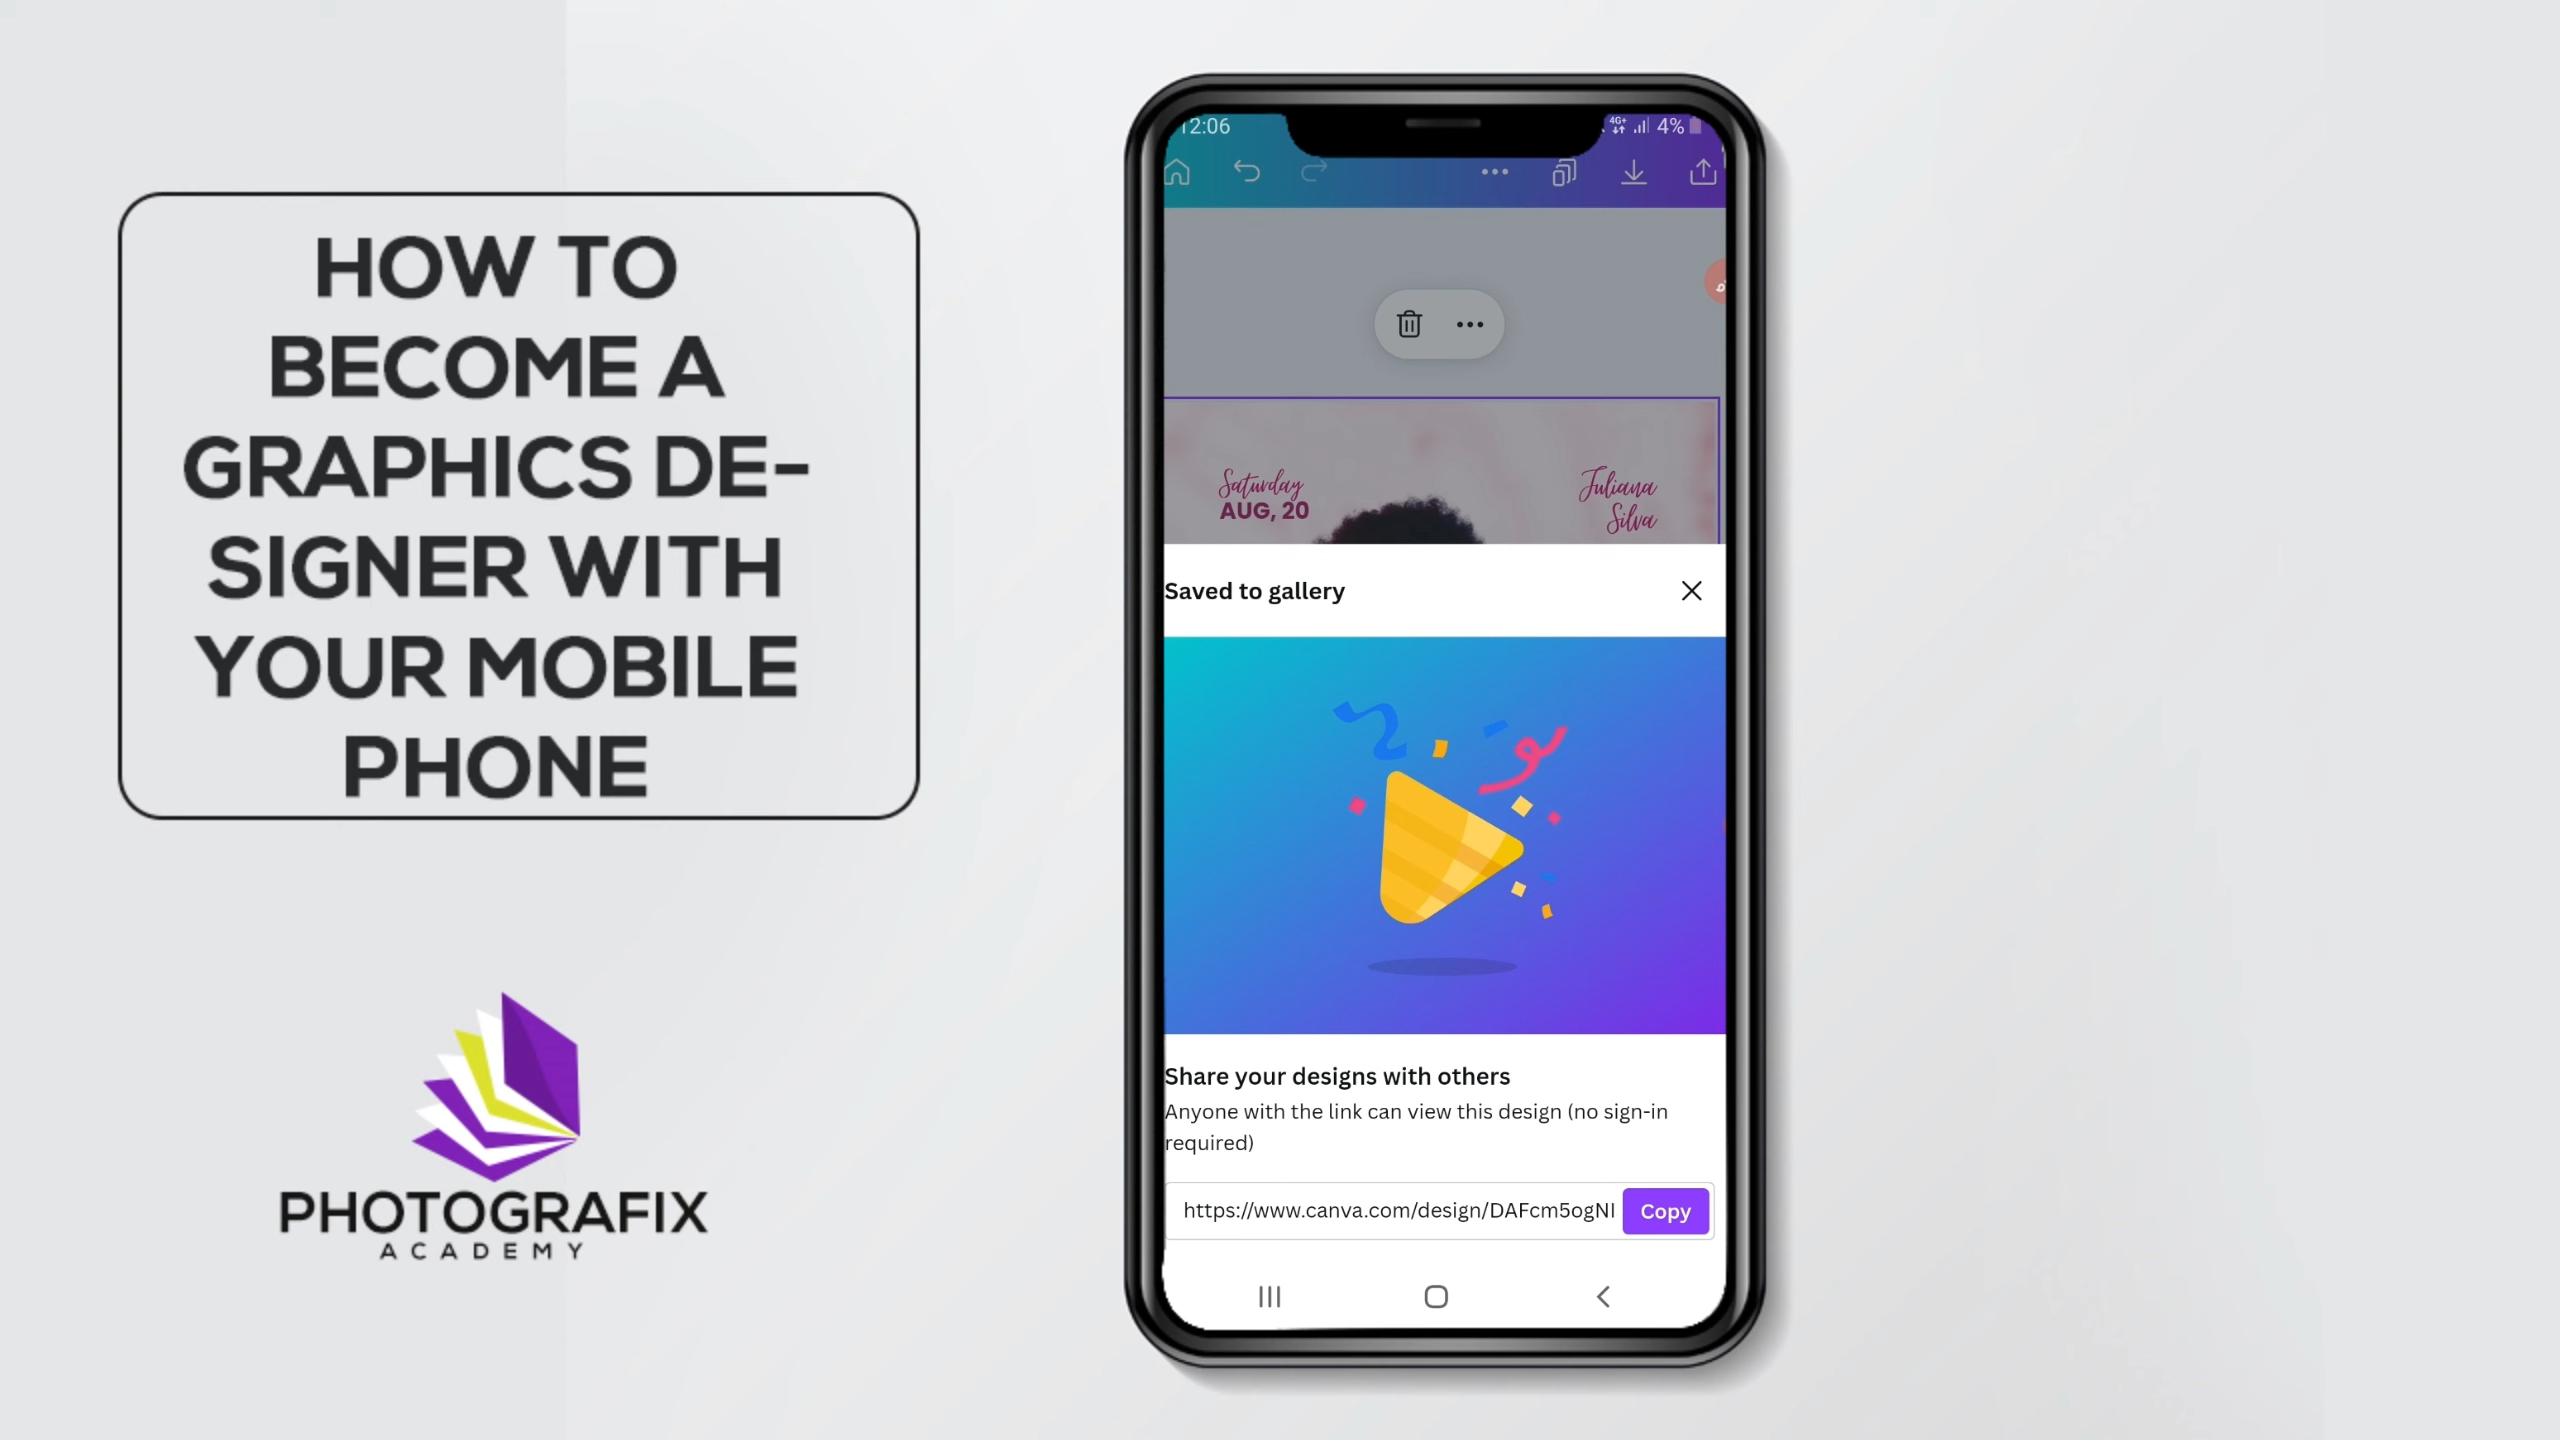 HOW TO
BECOME A
GRAPHICS DE-
SIGNER WITH
YOUR MOBILE
PHONE
PHOTOGRAFIX
ACADEMY
12:06
4G+
4%
Saturday
AUG, 20
Juliana
Silva
Saved to gallery
Share your designs with others
Anyone with the link can view this design (no sign-in
required)
https://www.canva.com/design/DAFcm5ogNI
Copy